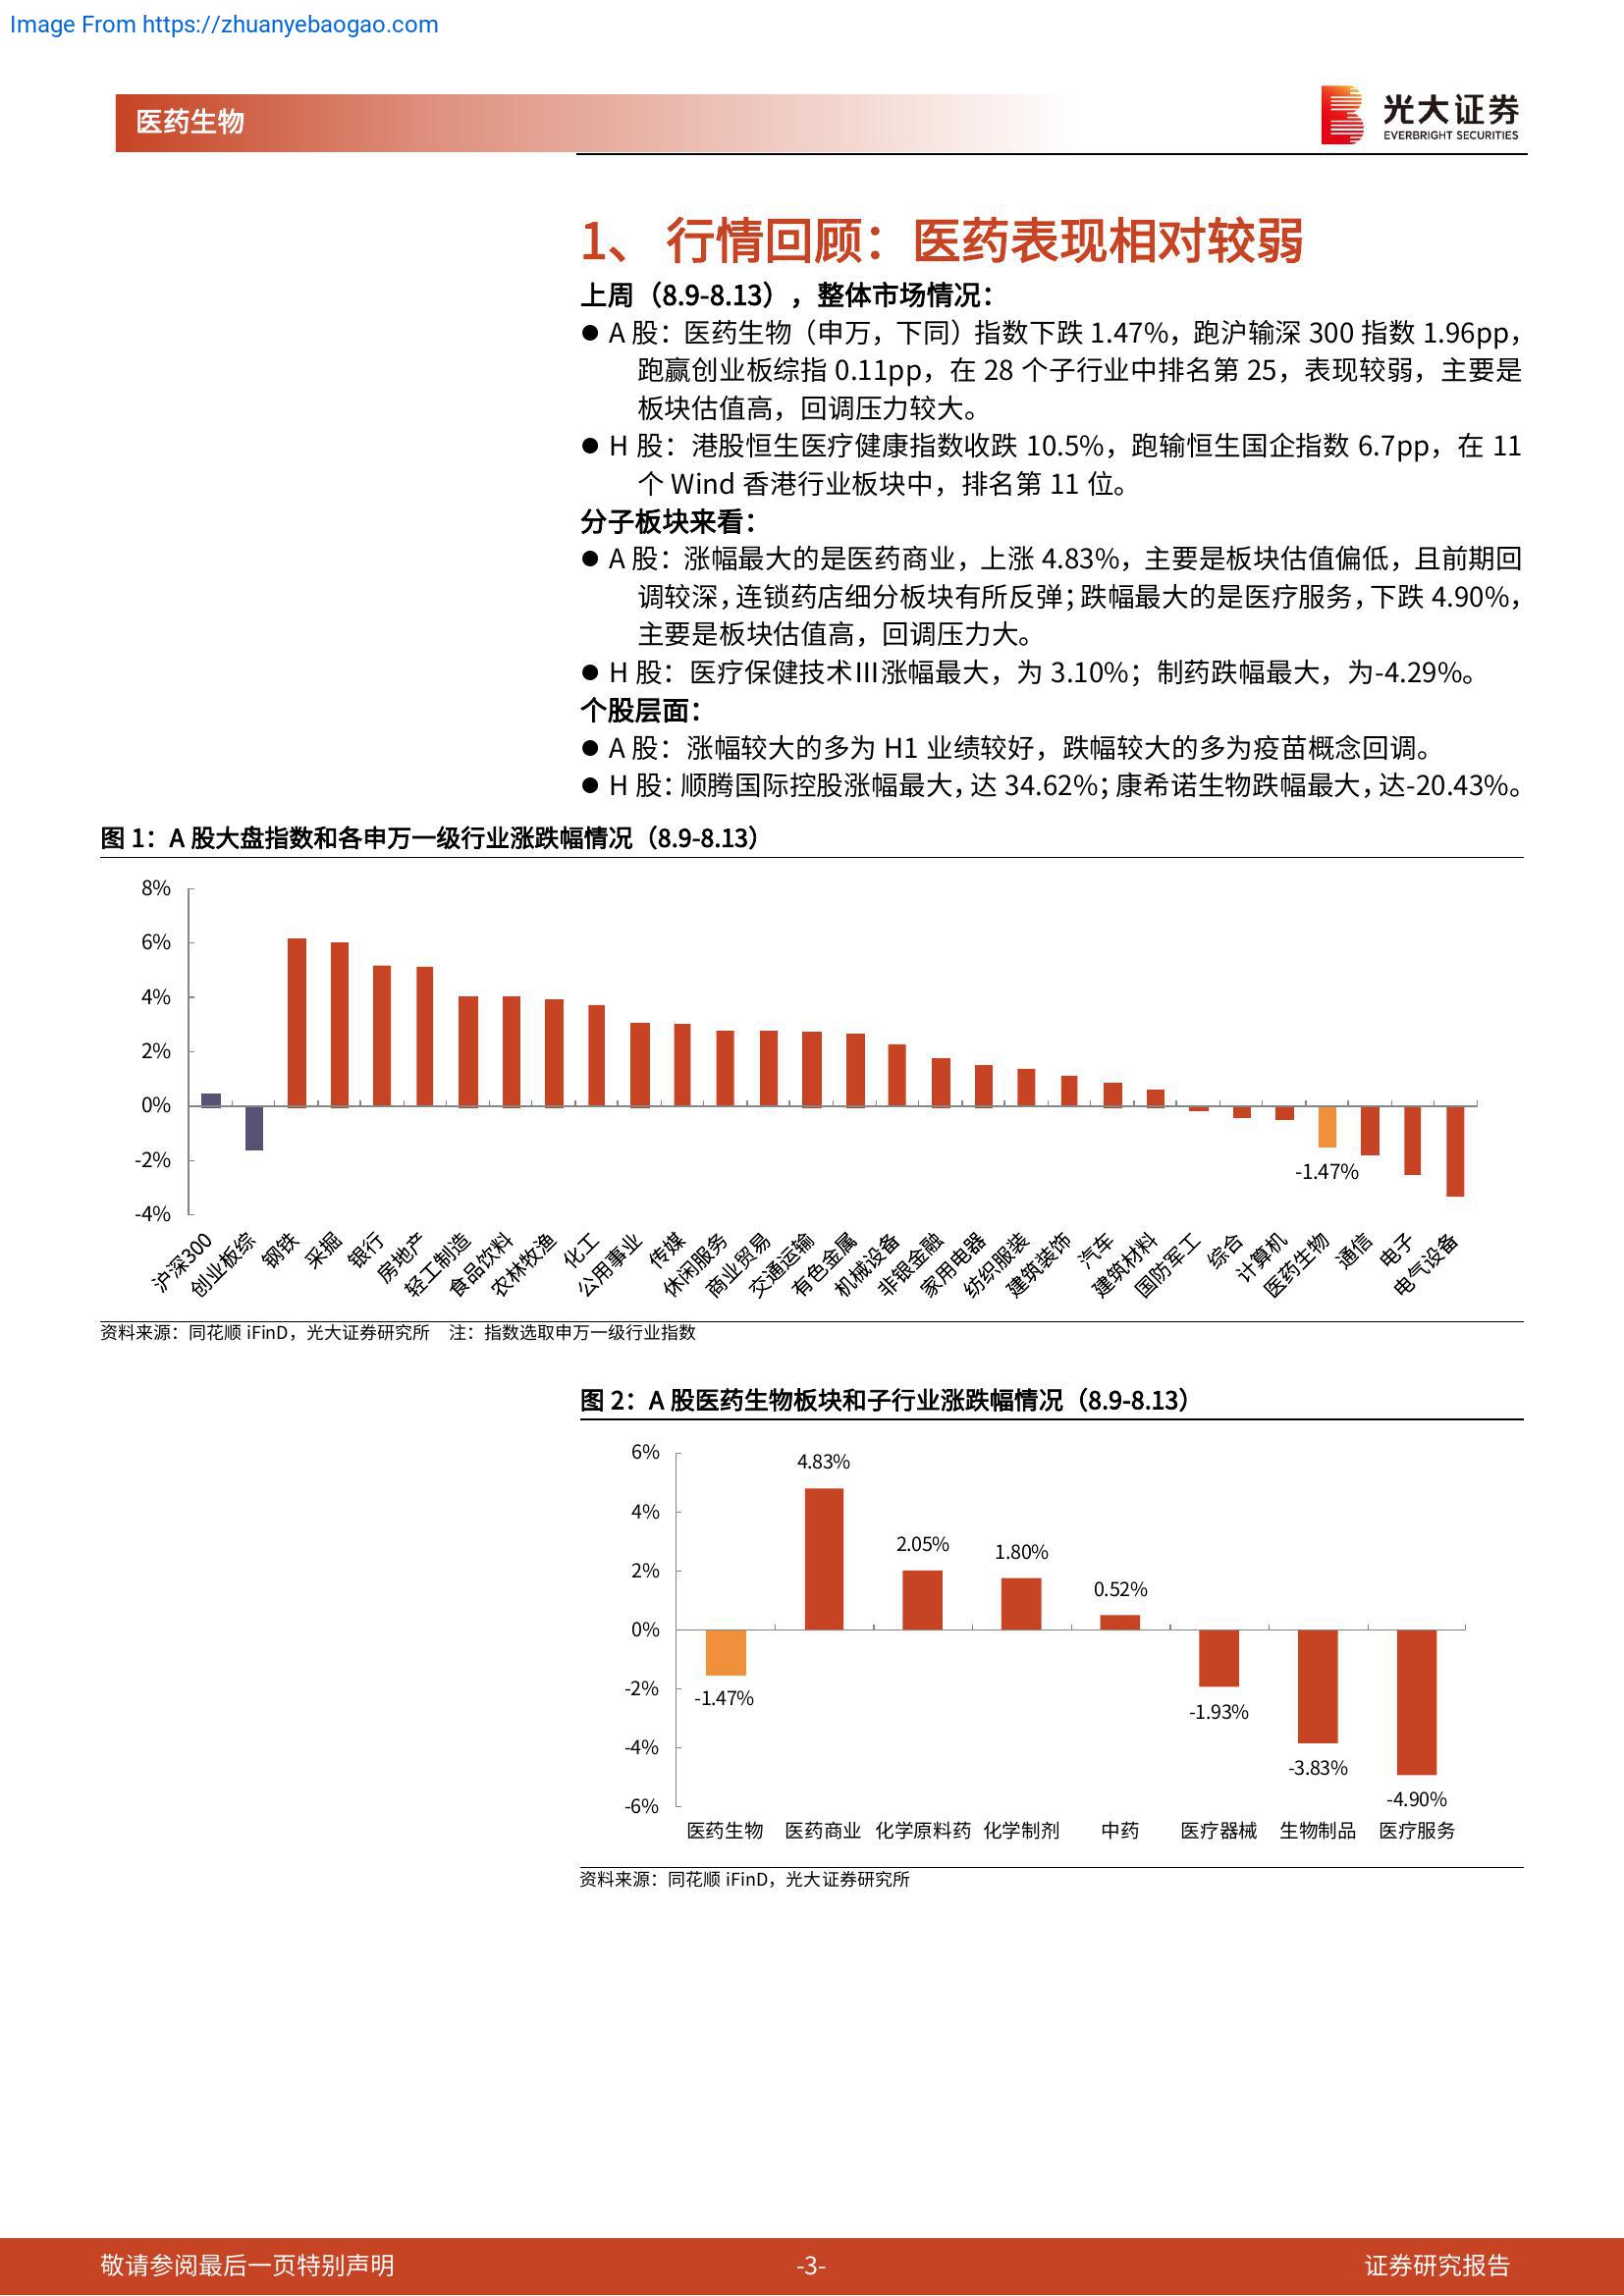 Image From https://zhuanyebaogao.com
医药生物
光大证券
EVERBRIGHT SECURITIES
1、 行情回顾：医药表现相对较弱
上周（8.9-8.13），整体市场情况：
● A 股：医药生物（申万，下同）指数下跌 1.47%，跑沪输深 300 指数 1.96pp，
跑赢创业板综指 0.11pp，在 28 个子行业中排名第 25，表现较弱，主要是
板块估值高，回调压力较大。
● H 股：港股恒生医疗健康指数收跌 10.5%，跑输恒生国企指数 6.7pp，在 11
个 Wind 香港行业板块中，排名第 11 位。
分子板块来看：
● A 股：涨幅最大的是医药商业，上涨 4.83%，主要是板块估值偏低，且前期回
调较深，连锁药店细分板块有所反弹；跌幅最大的是医疗服务，下跌 4.90%，
主要是板块估值高，回调压力大。
● H 股：医疗保健技术Ⅲ涨幅最大，为 3.10%；制药跌幅最大，为-4.29%。
个股层面：
● A 股：涨幅较大的多为 H1 业绩较好，跌幅较大的多为疫苗概念回调。
● H 股：顺腾国际控股涨幅最大，达 34.62%；康希诺生物跌幅最大，达-20.43%。
图 1：A 股大盘指数和各申万一级行业涨跌幅情况（8.9-8.13）
8%
6%
4%
2%
0%
-2%
-4%
-1.47%
沪深300 创业板综 钢铁 采掘 银行 房地产 轻工制造 食品饮料 农林牧渔 化工 公用事业 传媒 休闲服务 商业贸易 交通运输 有色金属 机械设备 非银金融 家用电器 纺织服装 建筑装饰 汽车 建筑材料 国防军工 综合 计算机 医药生物 通信 电子 电气设备
资料来源：同花顺 iFinD，光大证券研究所 注：指数选取申万一级行业指数
图 2：A 股医药生物板块和子行业涨跌幅情况（8.9-8.13）
6%
4%
2%
0%
-2%
-4%
-6%
-1.47% 4.83% 2.05% 1.80% 0.52% -1.93% -3.83% -4.90%
医药生物 医药商业 化学原料药 化学制剂 中药 医疗器械 生物制品 医疗服务
资料来源：同花顺 iFinD，光大证券研究所
敬请参阅最后一页特别声明 -3- 证券研究报告